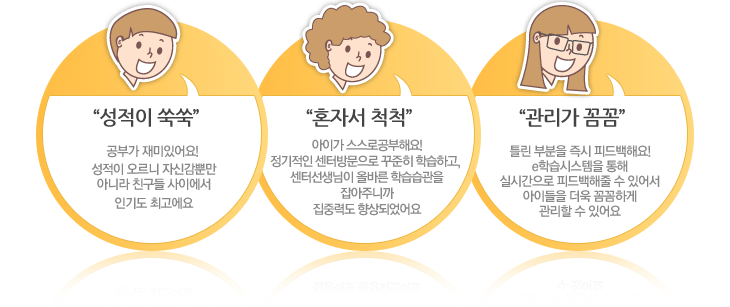 “성적이 쑥쑥”
공부가 재미있어요!
성적이 오르니 자신감뿐만
아니라 친구들 사이에서
인기도 최고에요
“혼자서 척척”
아이가 스스로공부해요!
정기적인 센터방문으로 꾸준히 학습하고,
센터선생님이 올바른 학습습관을
잡아주니까
집중력도 향상되었어요
“관리가 꼼꼼”
틀린 부분을 즉시 피드백해요!
e학습시스템을 통해
실시간으로 피드백해줄 수 있어서
아이들을 더욱 꼼꼼하게
관리할 수 있어요